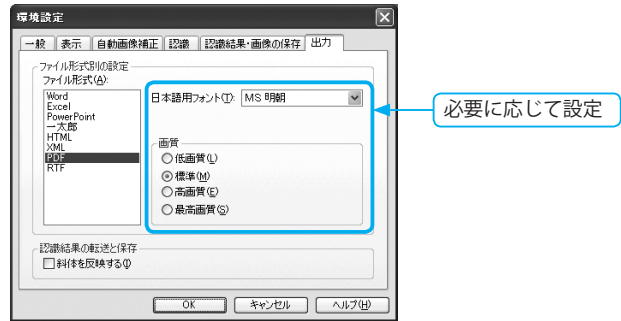 環境設定
一般 表示 自動画像補正 認識 認識結果・画像の保存 出力
ファイル形式別の設定
ファイル形式(A):
Word
Excel
PowerPoint
一太郎
HTML
XML
PDF
RTF
日本語用フォント(T): MS 明朝
画質
低画質(L)
標準(M)
高画質(E)
最高画質(S)
必要に応じて設定
認識結果の転送と保存
斜体を反映する(I)
OK キャンセル ヘルプ(H)